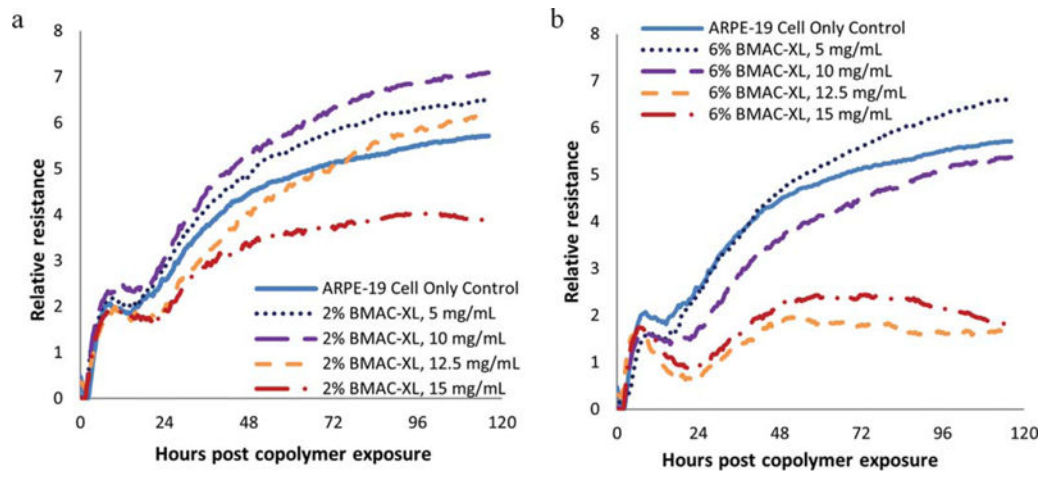 a
8
7
6
5
4
3
2
1
0
Relative resistance
0 24 48 72 96 120
Hours post copolymer exposure
ARPE-19 Cell Only Control
2% BMAC-XL, 5 mg/mL
2% BMAC-XL, 10 mg/mL
2% BMAC-XL, 12.5 mg/mL
2% BMAC-XL, 15 mg/mL
b
8
7
6
5
4
3
2
1
0
Relative resistance
0 24 48 72 96 120
Hours post copolymer exposure
ARPE-19 Cell Only Control
6% BMAC-XL, 5 mg/mL
6% BMAC-XL, 10 mg/mL
6% BMAC-XL, 12.5 mg/mL
6% BMAC-XL, 15 mg/mL